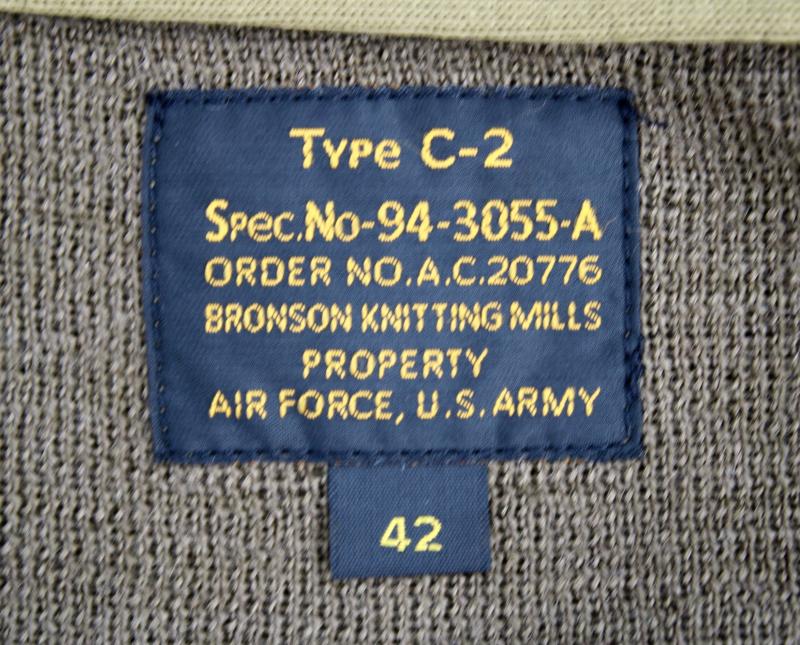 Type C-2
Spec.No-94-3055-A
ORDER NO.A.C.20776
BRONSON KNITTING MILLS
PROPERTY
AIR FORCE, U.S. ARMY
42